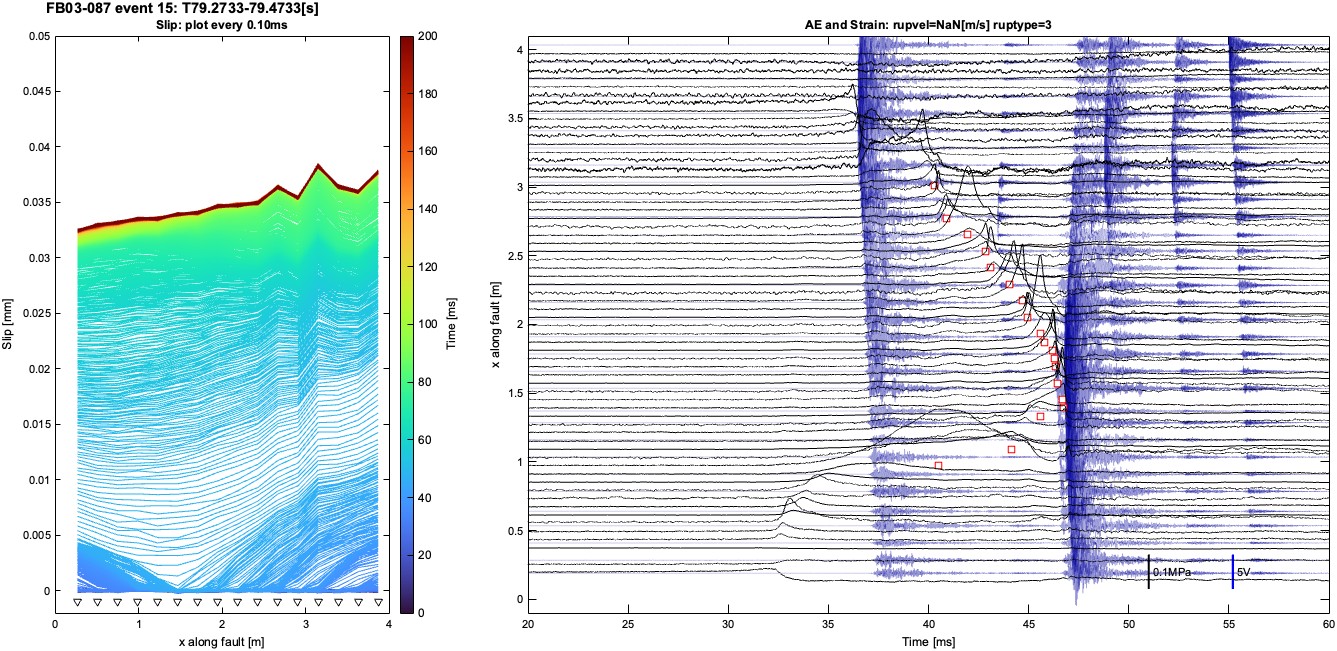 FB03-087 event 15: T79.2733-79.4733[s]
Slip: plot every 0.10ms
0.05
0.045
0.04
0.035
0.03
0.025
0.02
0.015
0.01
0.005
0
Slip [mm]
0 1 2 3 4
x along fault [m]
200
180
160
140
120
100
80
60
40
20
0
Time [ms]
AE and Strain: rupvel=NaN[m/s] ruptype=3
4
3.5
3
2.5
2
1.5
1
0.5
0
x along fault [m]
0.1MPa
5V
20 25 30 35 40 45 50 55 60
Time [ms]